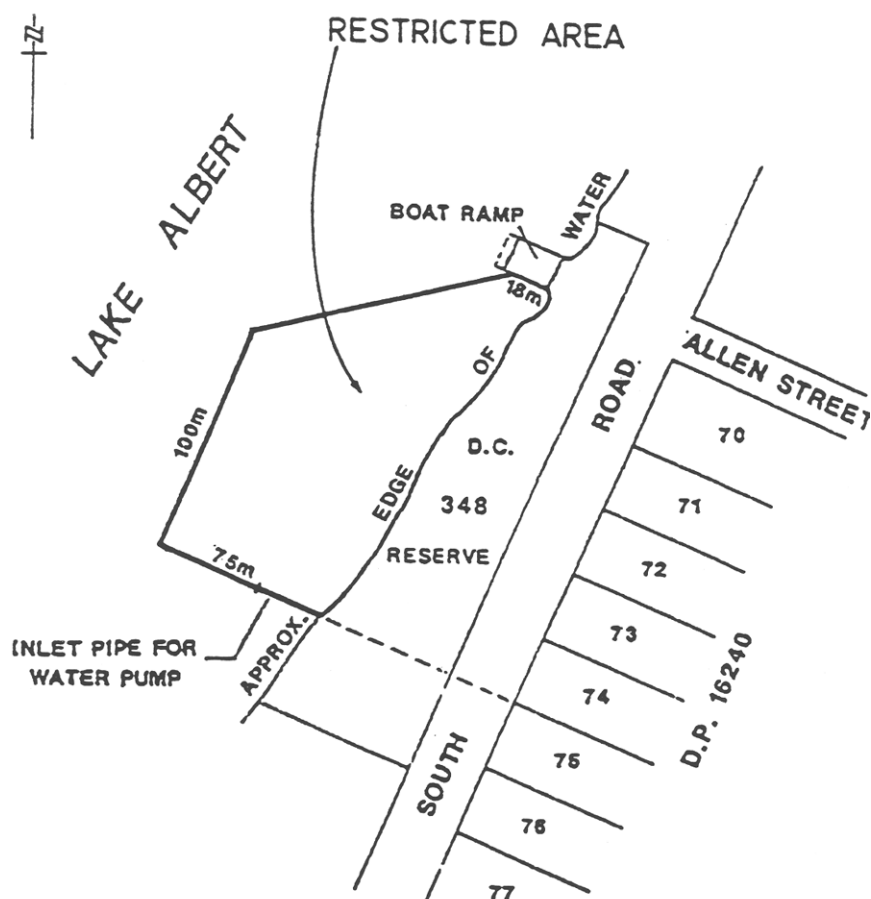 N
RESTRICTED AREA
LAKE ALBERT
BOAT RAMP
18m
APPROX. EDGE OF WATER
100m
75m
INLET PIPE FOR
WATER PUMP
D.C.
348
RESERVE
SOUTH ROAD.
ALLEN STREET
70
71
72
73
74
75
76
77
D.P. 16240